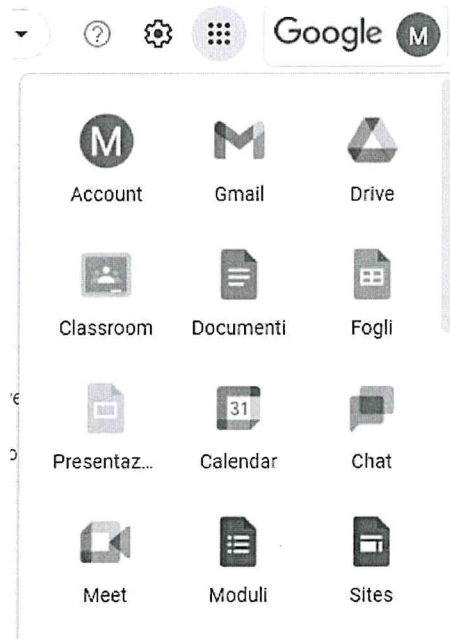 ? Google M
M
Account Gmail Drive
Classroom Documenti Fogli
31
Presentaz... Calendar Chat
Meet Moduli Sites